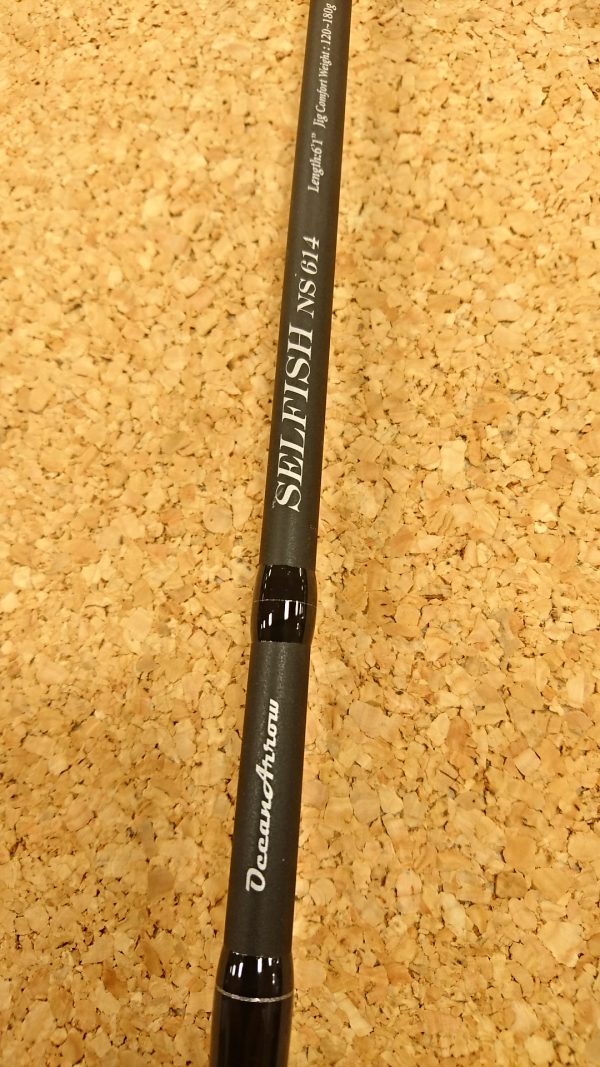 OceanArrow
SELFISH NS 614
Length:6'1" Jig Comfort Weight : 120~180g